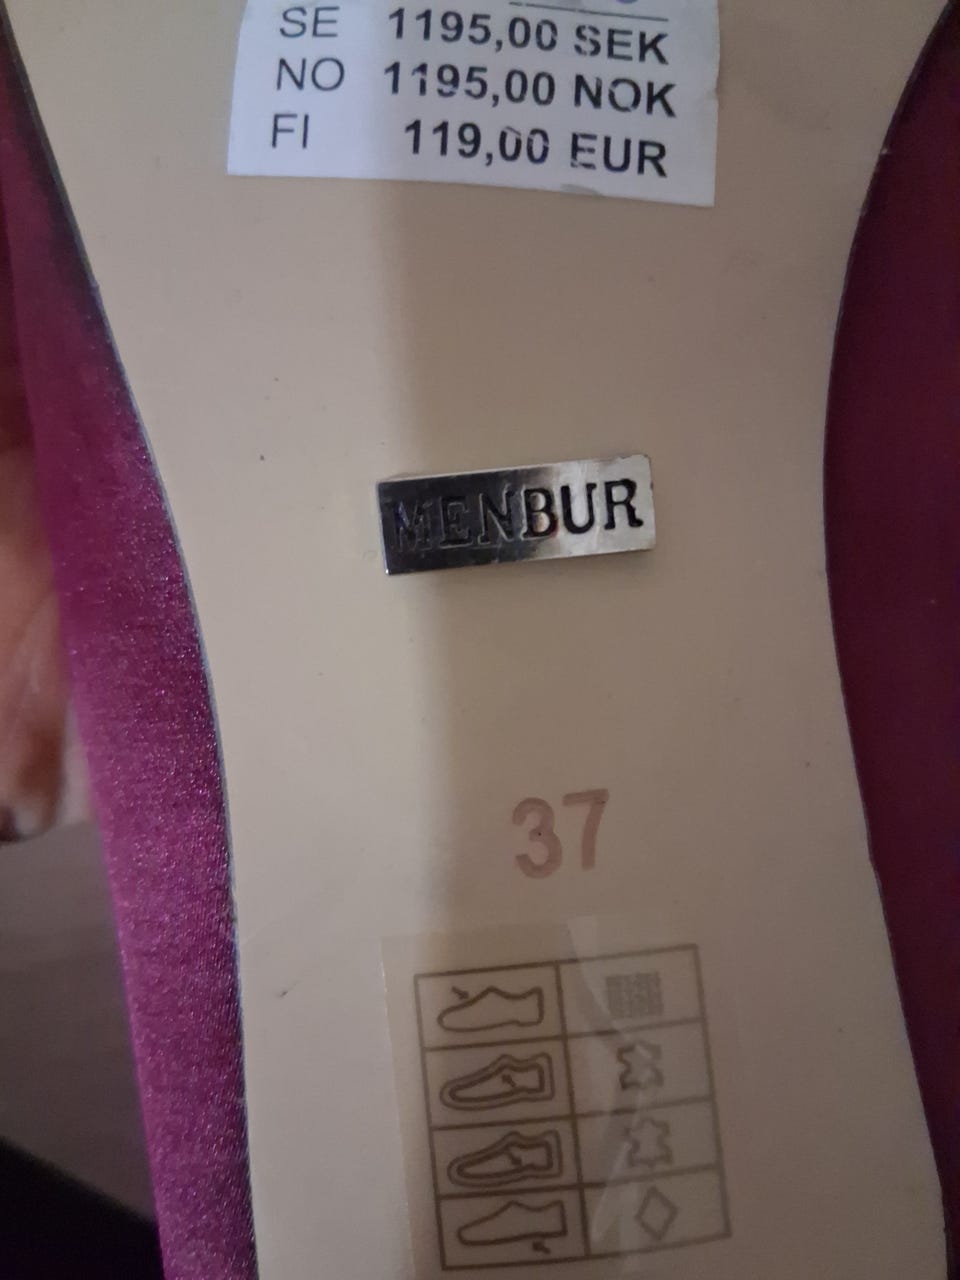 SE 1195,00 SEK
NO 1195,00 NOK
FI 119,00 EUR
MENBUR
37